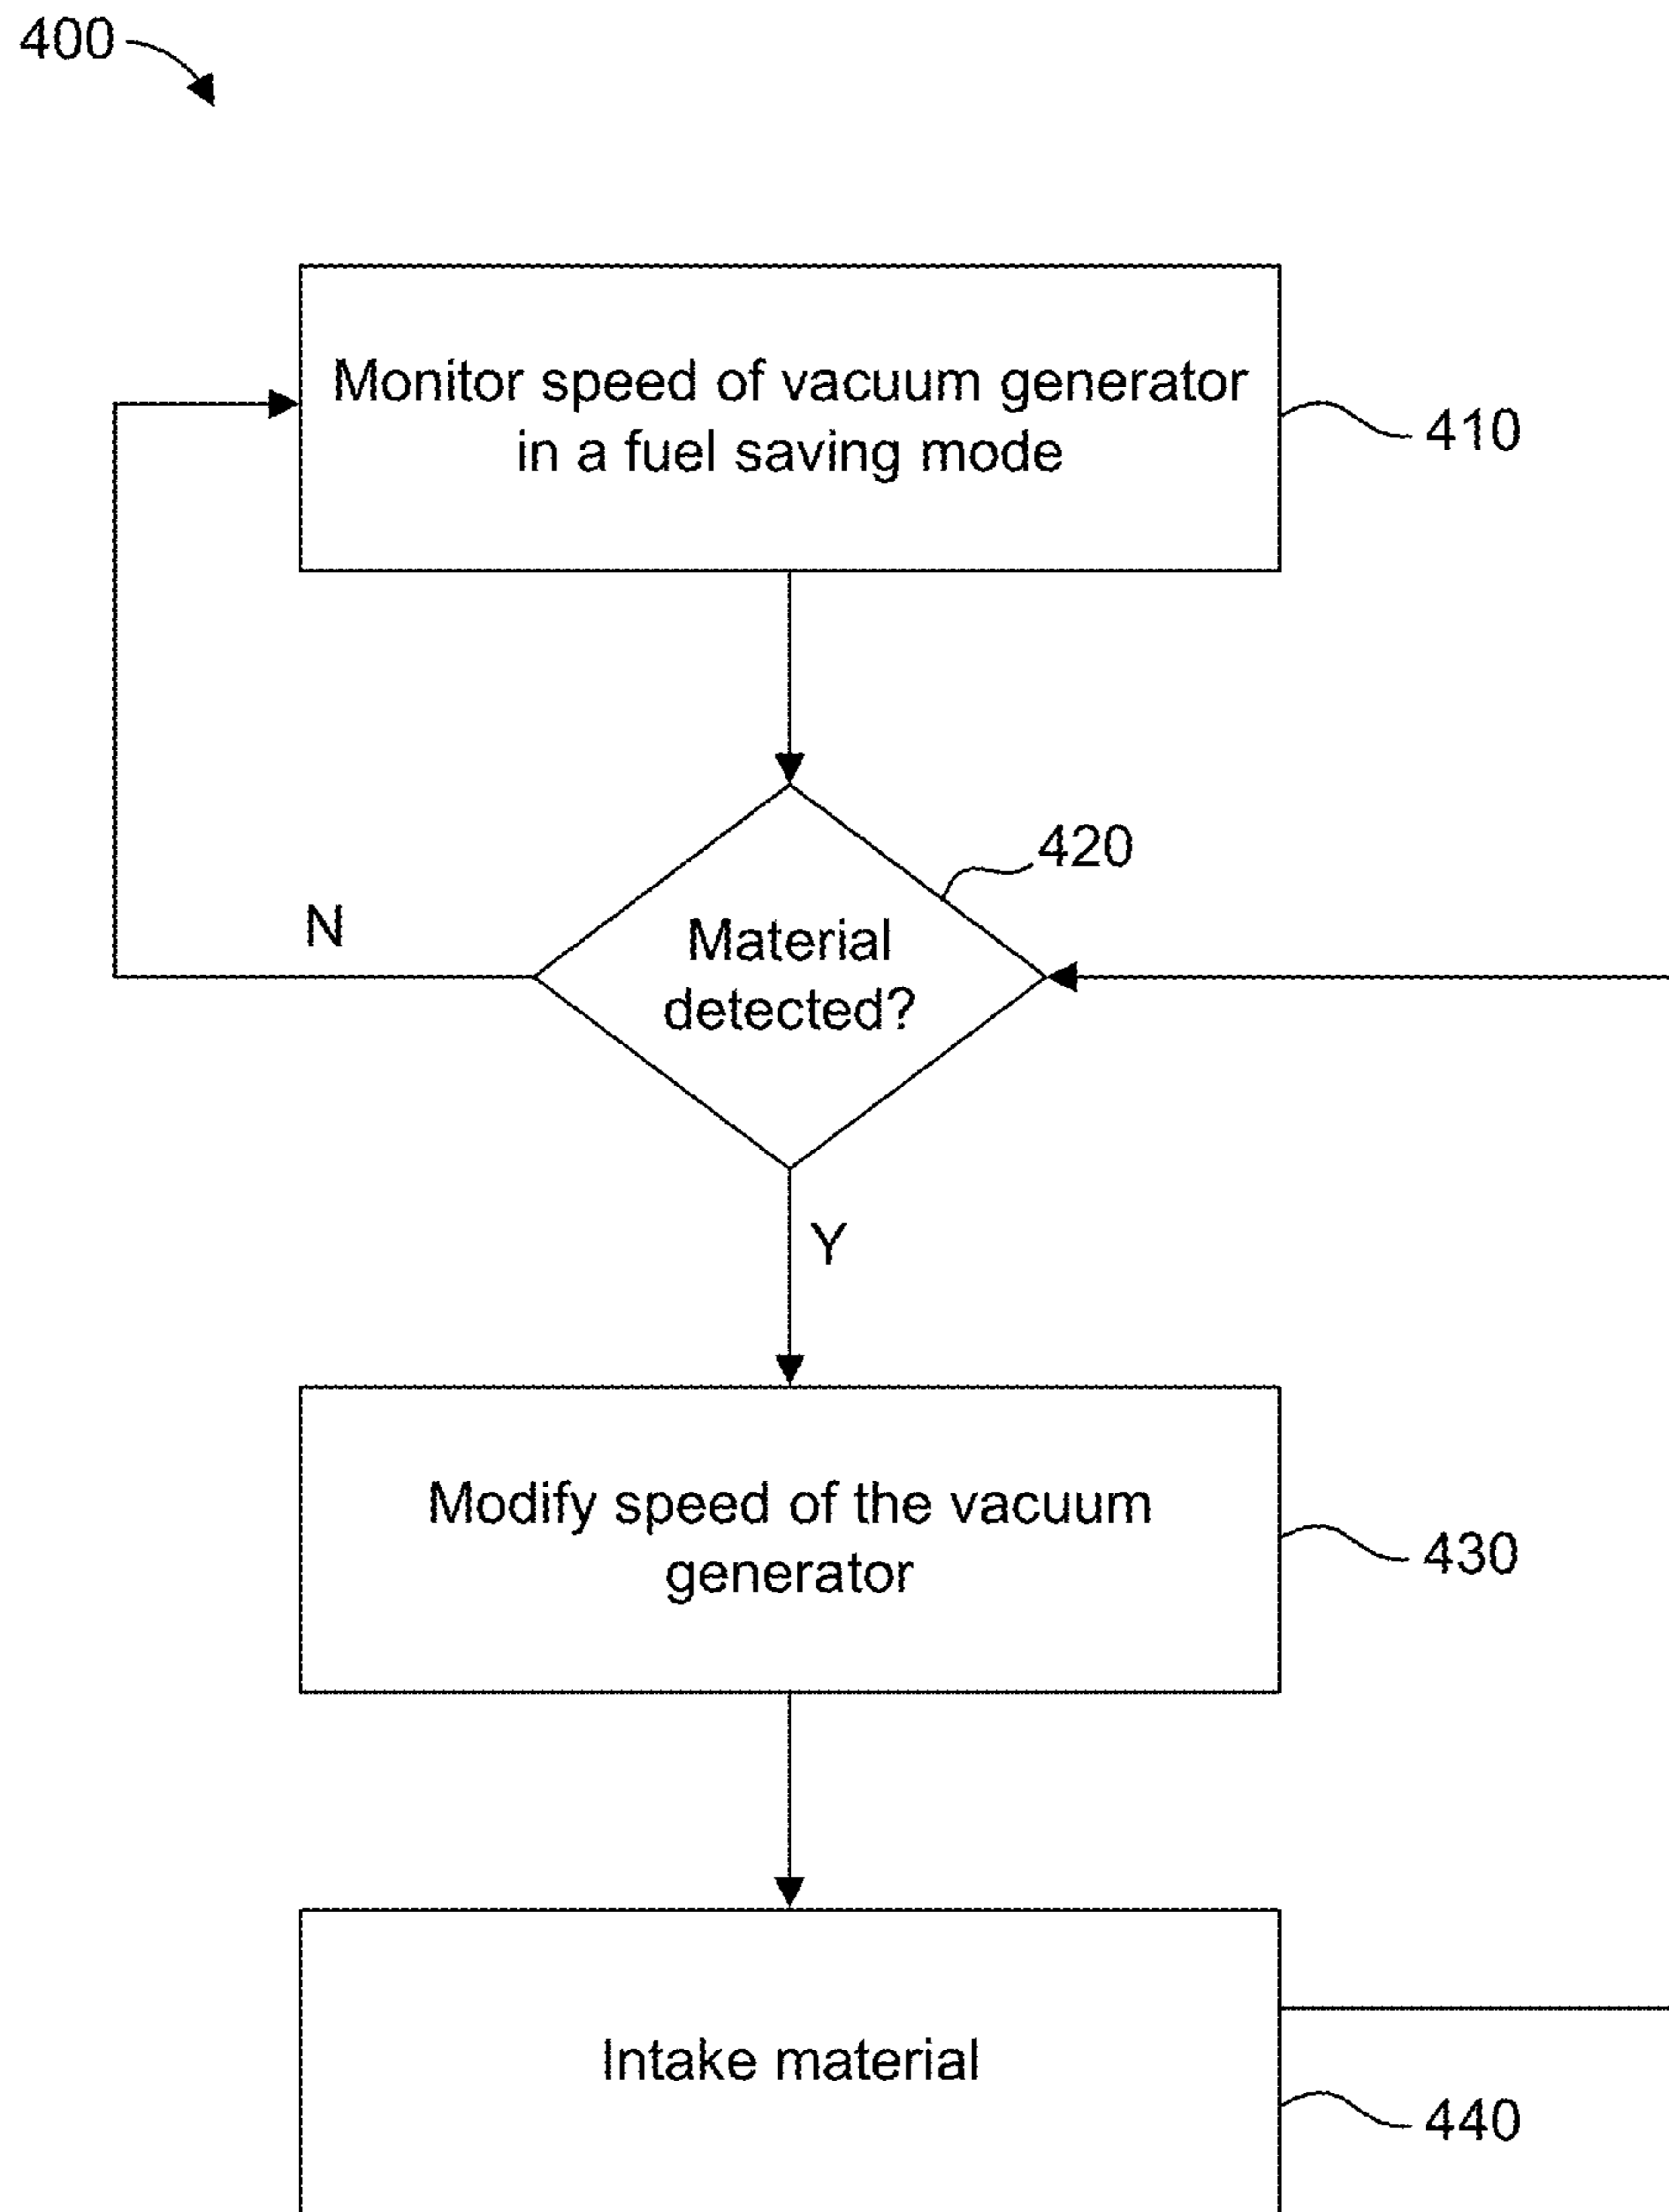 400
Monitor speed of vacuum generator
in a fuel saving mode
410
420
Material
detected?
N
Y
Modify speed of the vacuum
generator
430
Intake material
440